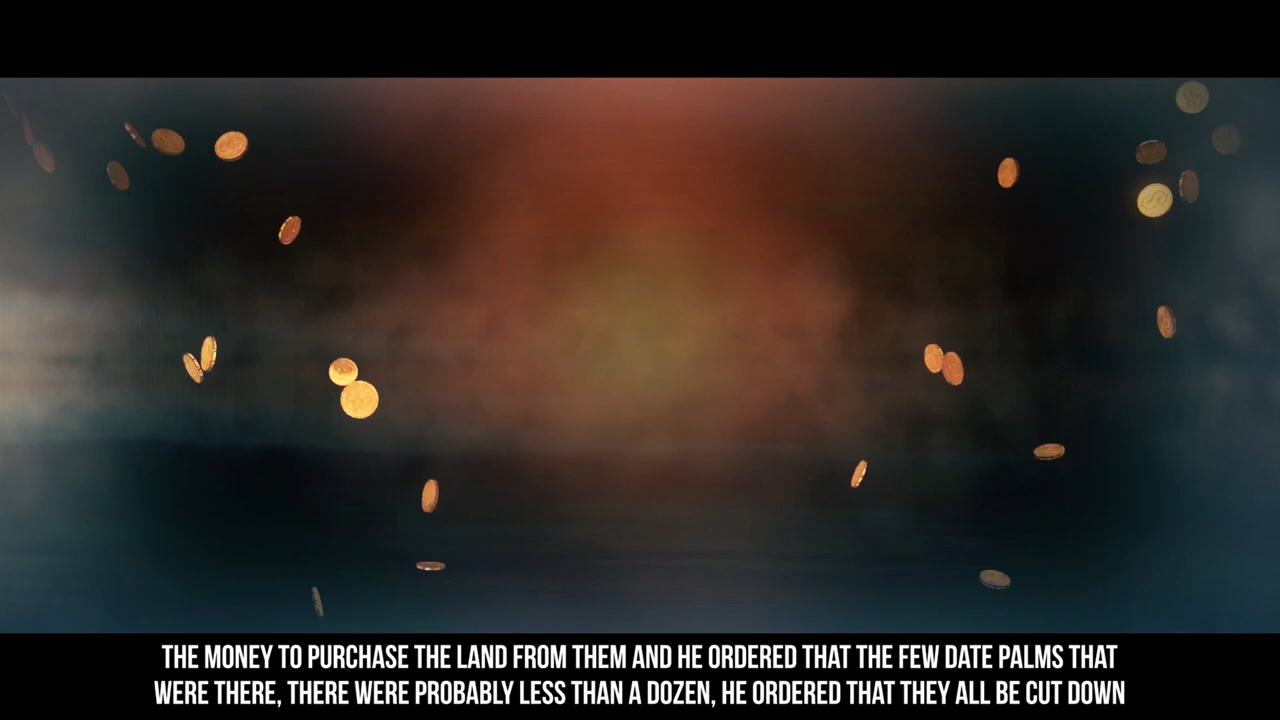 THE MONEY TO PURCHASE THE LAND FROM THEM AND HE ORDERED THAT THE FEW DATE PALMS THAT
WERE THERE, THERE WERE PROBABLY LESS THAN A DOZEN, HE ORDERED THAT THEY ALL BE CUT DOWN